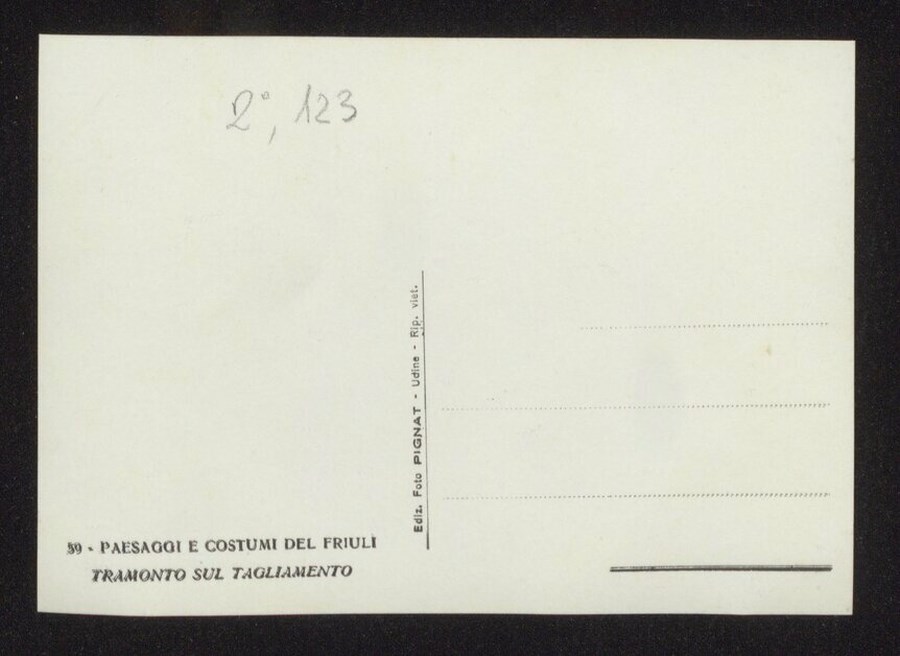 2°, 123
Ediz. Foto PIGNAT - Udine - Rip. viet.
59 - PAESAGGI E COSTUMI DEL FRIULI
TRAMONTO SUL TAGLIAMENTO